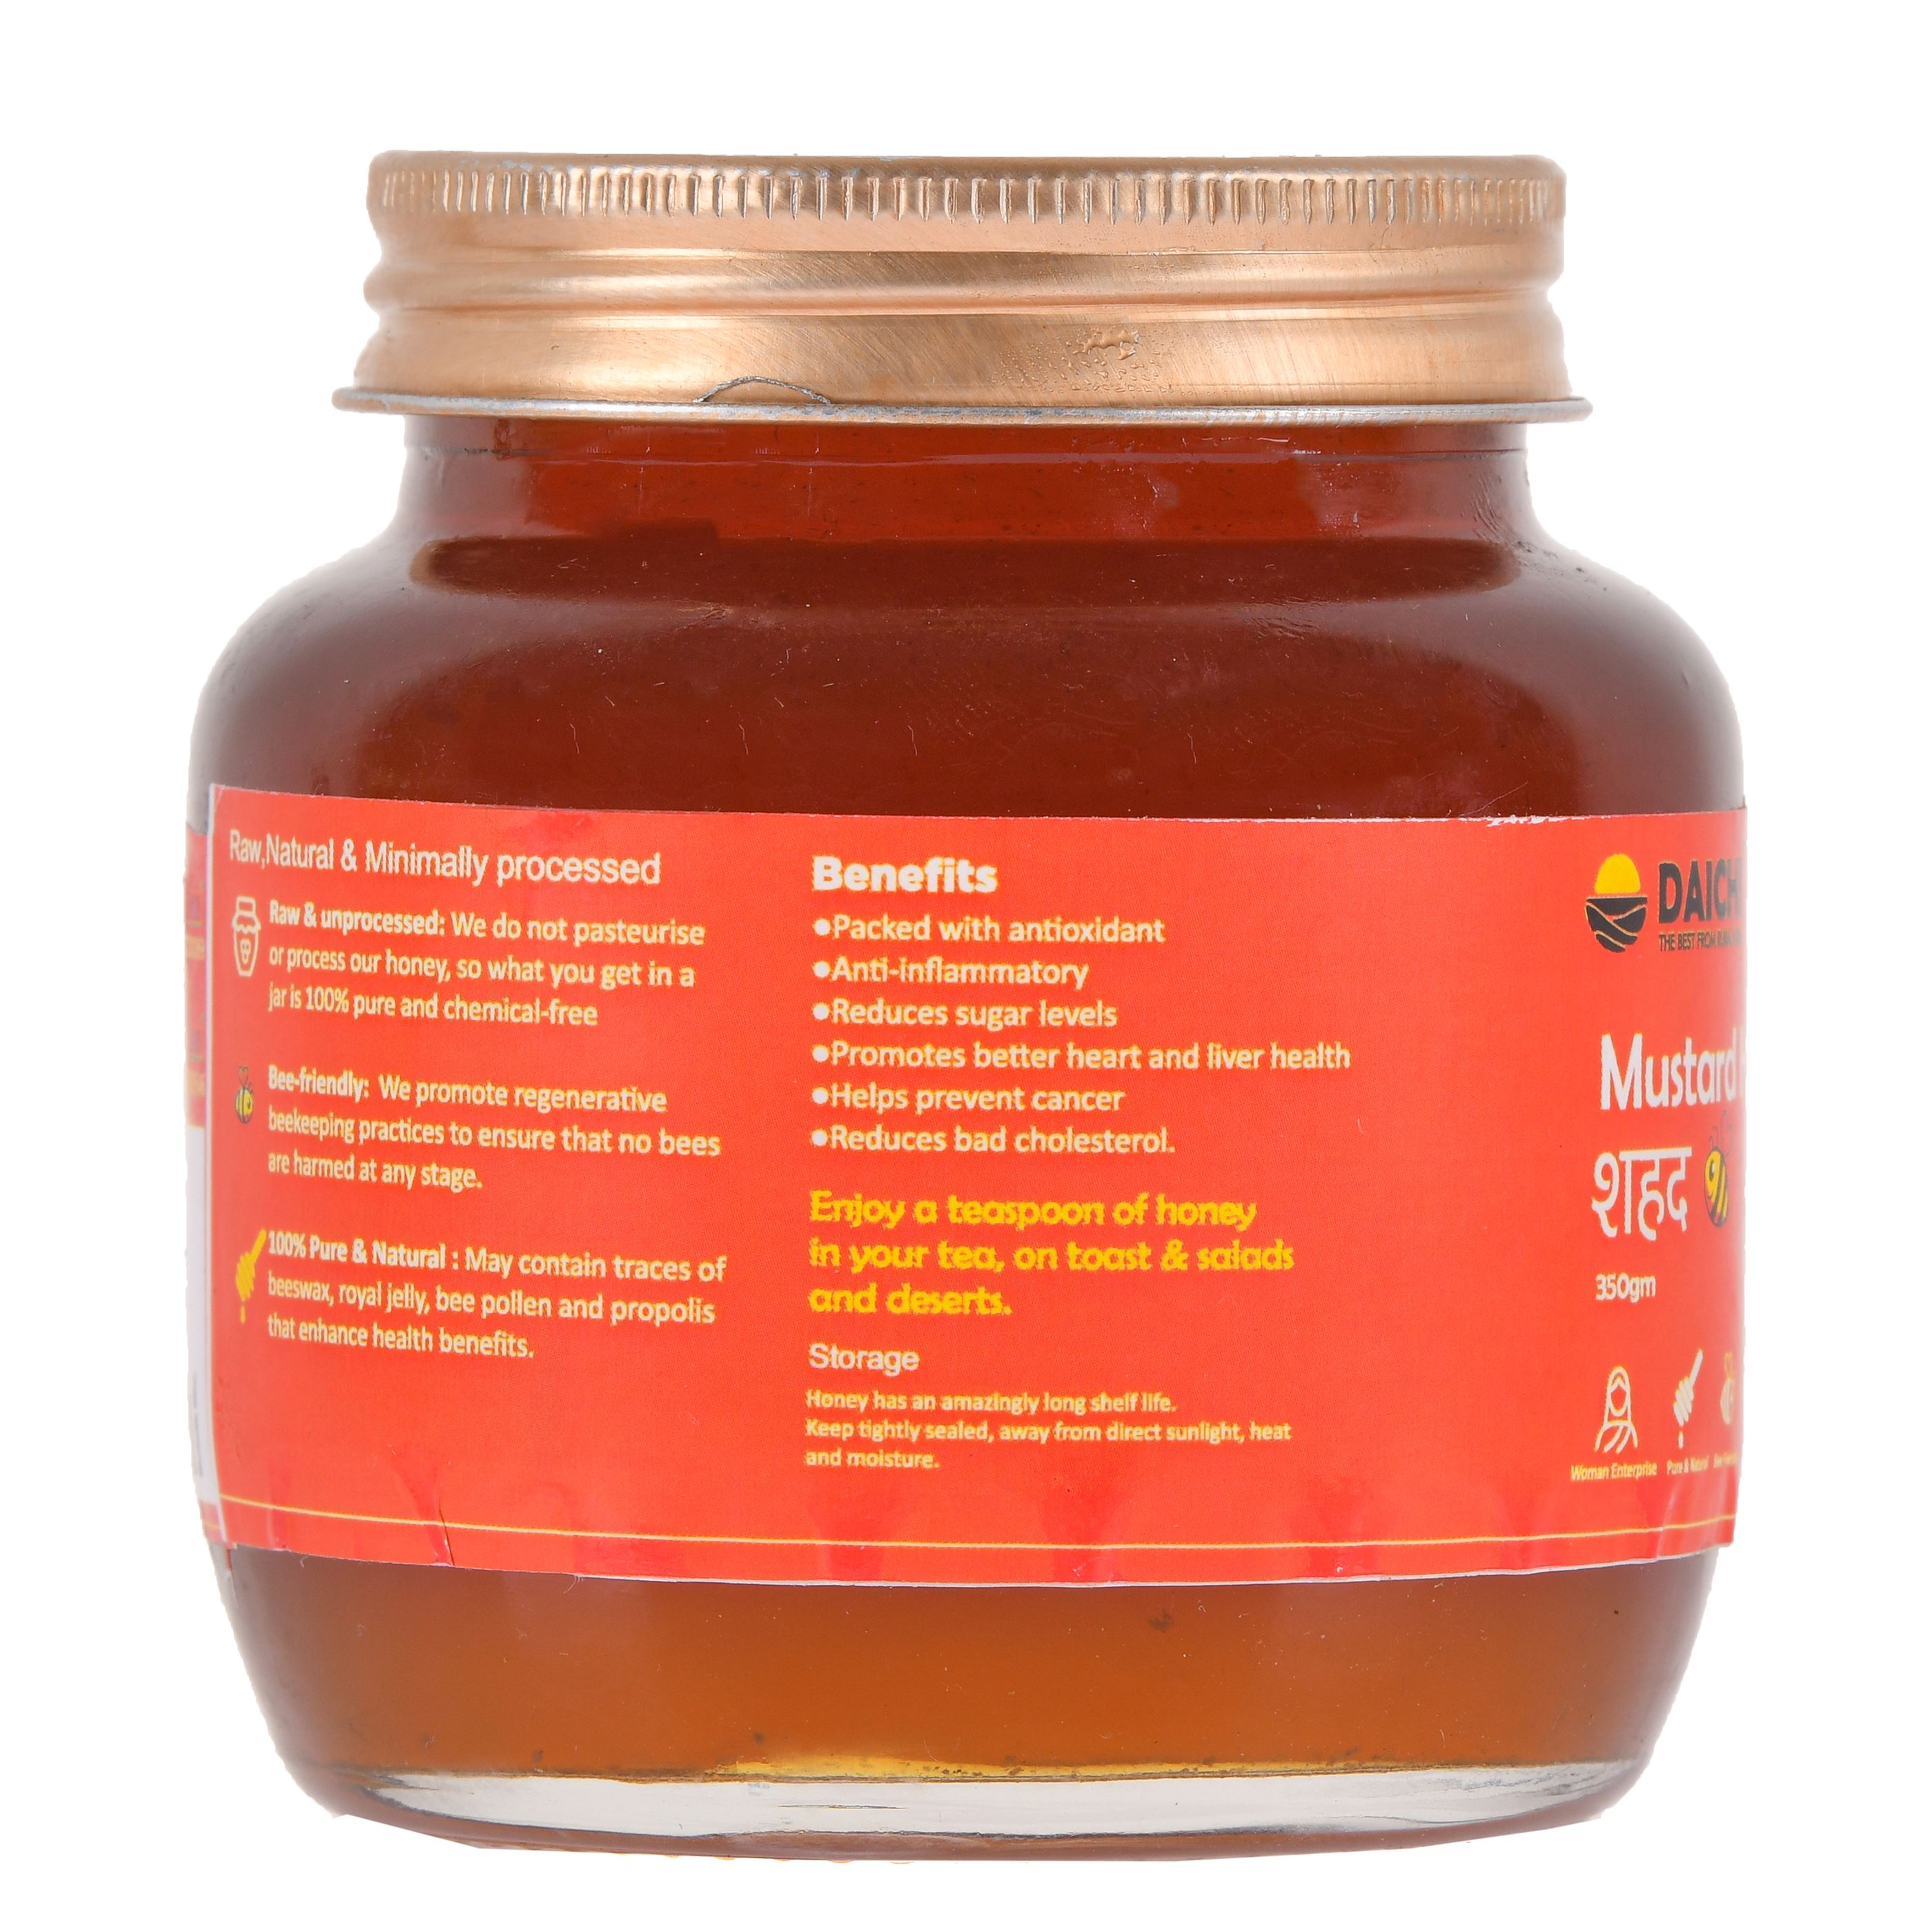 Raw,Natural & Minimally processed
Raw & unprocessed: We do not pasteurise
or process our honey, so what you get in a
jar is 100% pure and chemical-free
Bee-friendly: We promote regenerative
beekeeping practices to ensure that no bees
are harmed at any stage.
100% Pure & Natural : May contain traces of
beeswax, royal jelly, bee pollen and propolis
that enhance health benefits.
Benefits
●Packed with antioxidant
●Anti-inflammatory
●Reduces sugar levels
●Promotes better heart and liver health
●Helps prevent cancer
●Reduces bad cholesterol.
Enjoy a teaspoon of honey
in your tea, on toast & salads
and deserts.
Storage
Honey has an amazingly long shelf life.
Keep tightly sealed, away from direct sunlight, heat
and moisture.
DAICH
THE BEST FROM
Mustard
शहद
350gm
Woman Enterprise
Pure & Natural